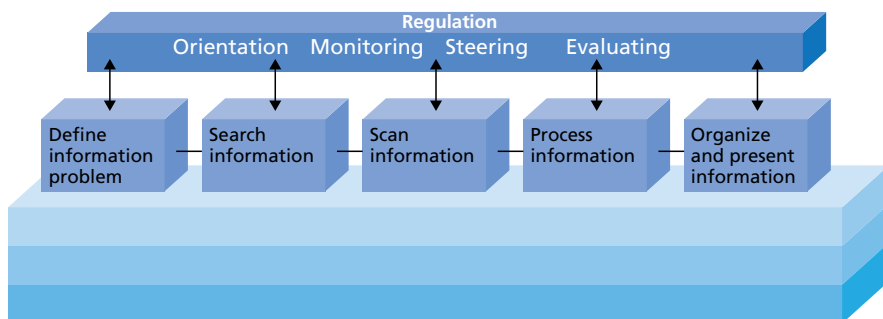 Regulation
Orientation Monitoring Steering Evaluating
Define
information
problem
Search
information
Scan
information
Process
information
Organize
and present
information